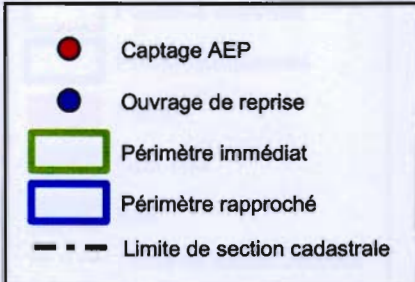 Captage AEP
Ouvrage de reprise
Périmètre immédiat
Périmètre rapproché
Limite de section cadastrale